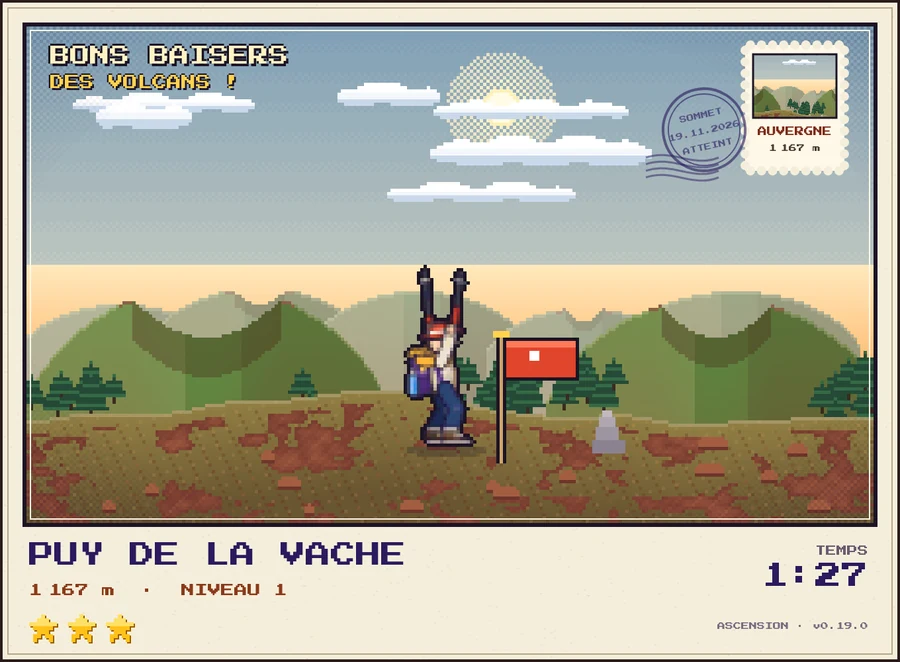 BONS BAISERS
DES VOLCANS !
SOMMET
19.11.2026
ATTEINT
AUVERGNE
1 167 m
PUY DE LA VACHE
1 167 m · NIVEAU 1
TEMPS
1:27
ASCENSION · v0.19.0